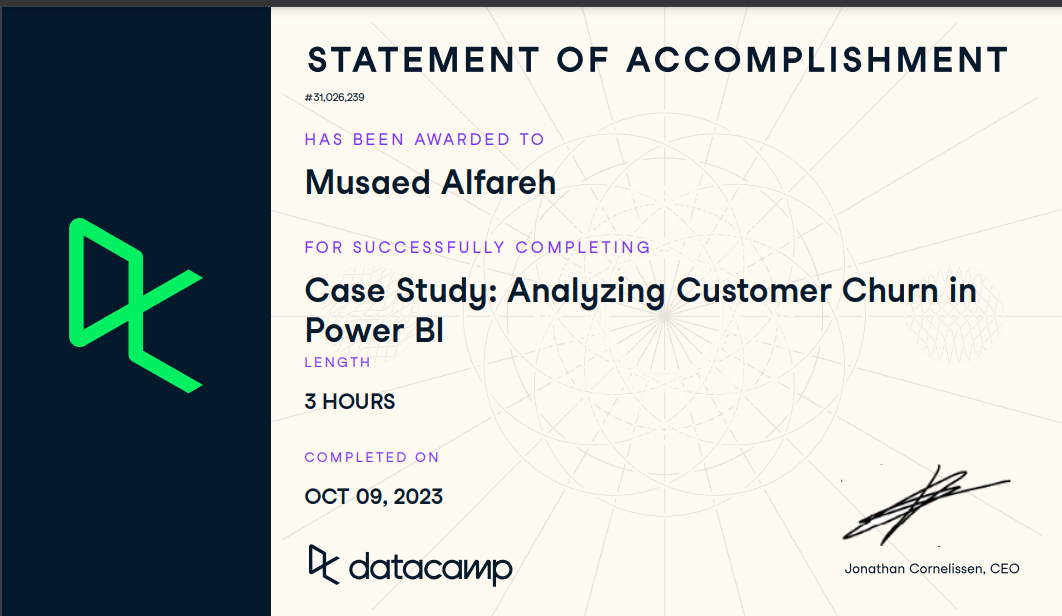 STATEMENT OF ACCOMPLISHMENT
#31,026,239
HAS BEEN AWARDED TO
Musaed Alfareh
FOR SUCCESSFULLY COMPLETING
Case Study: Analyzing Customer Churn in
Power BI
LENGTH
3 HOURS
COMPLETED ON
OCT 09, 2023
datacamp
Jonathan Cornelissen, CEO